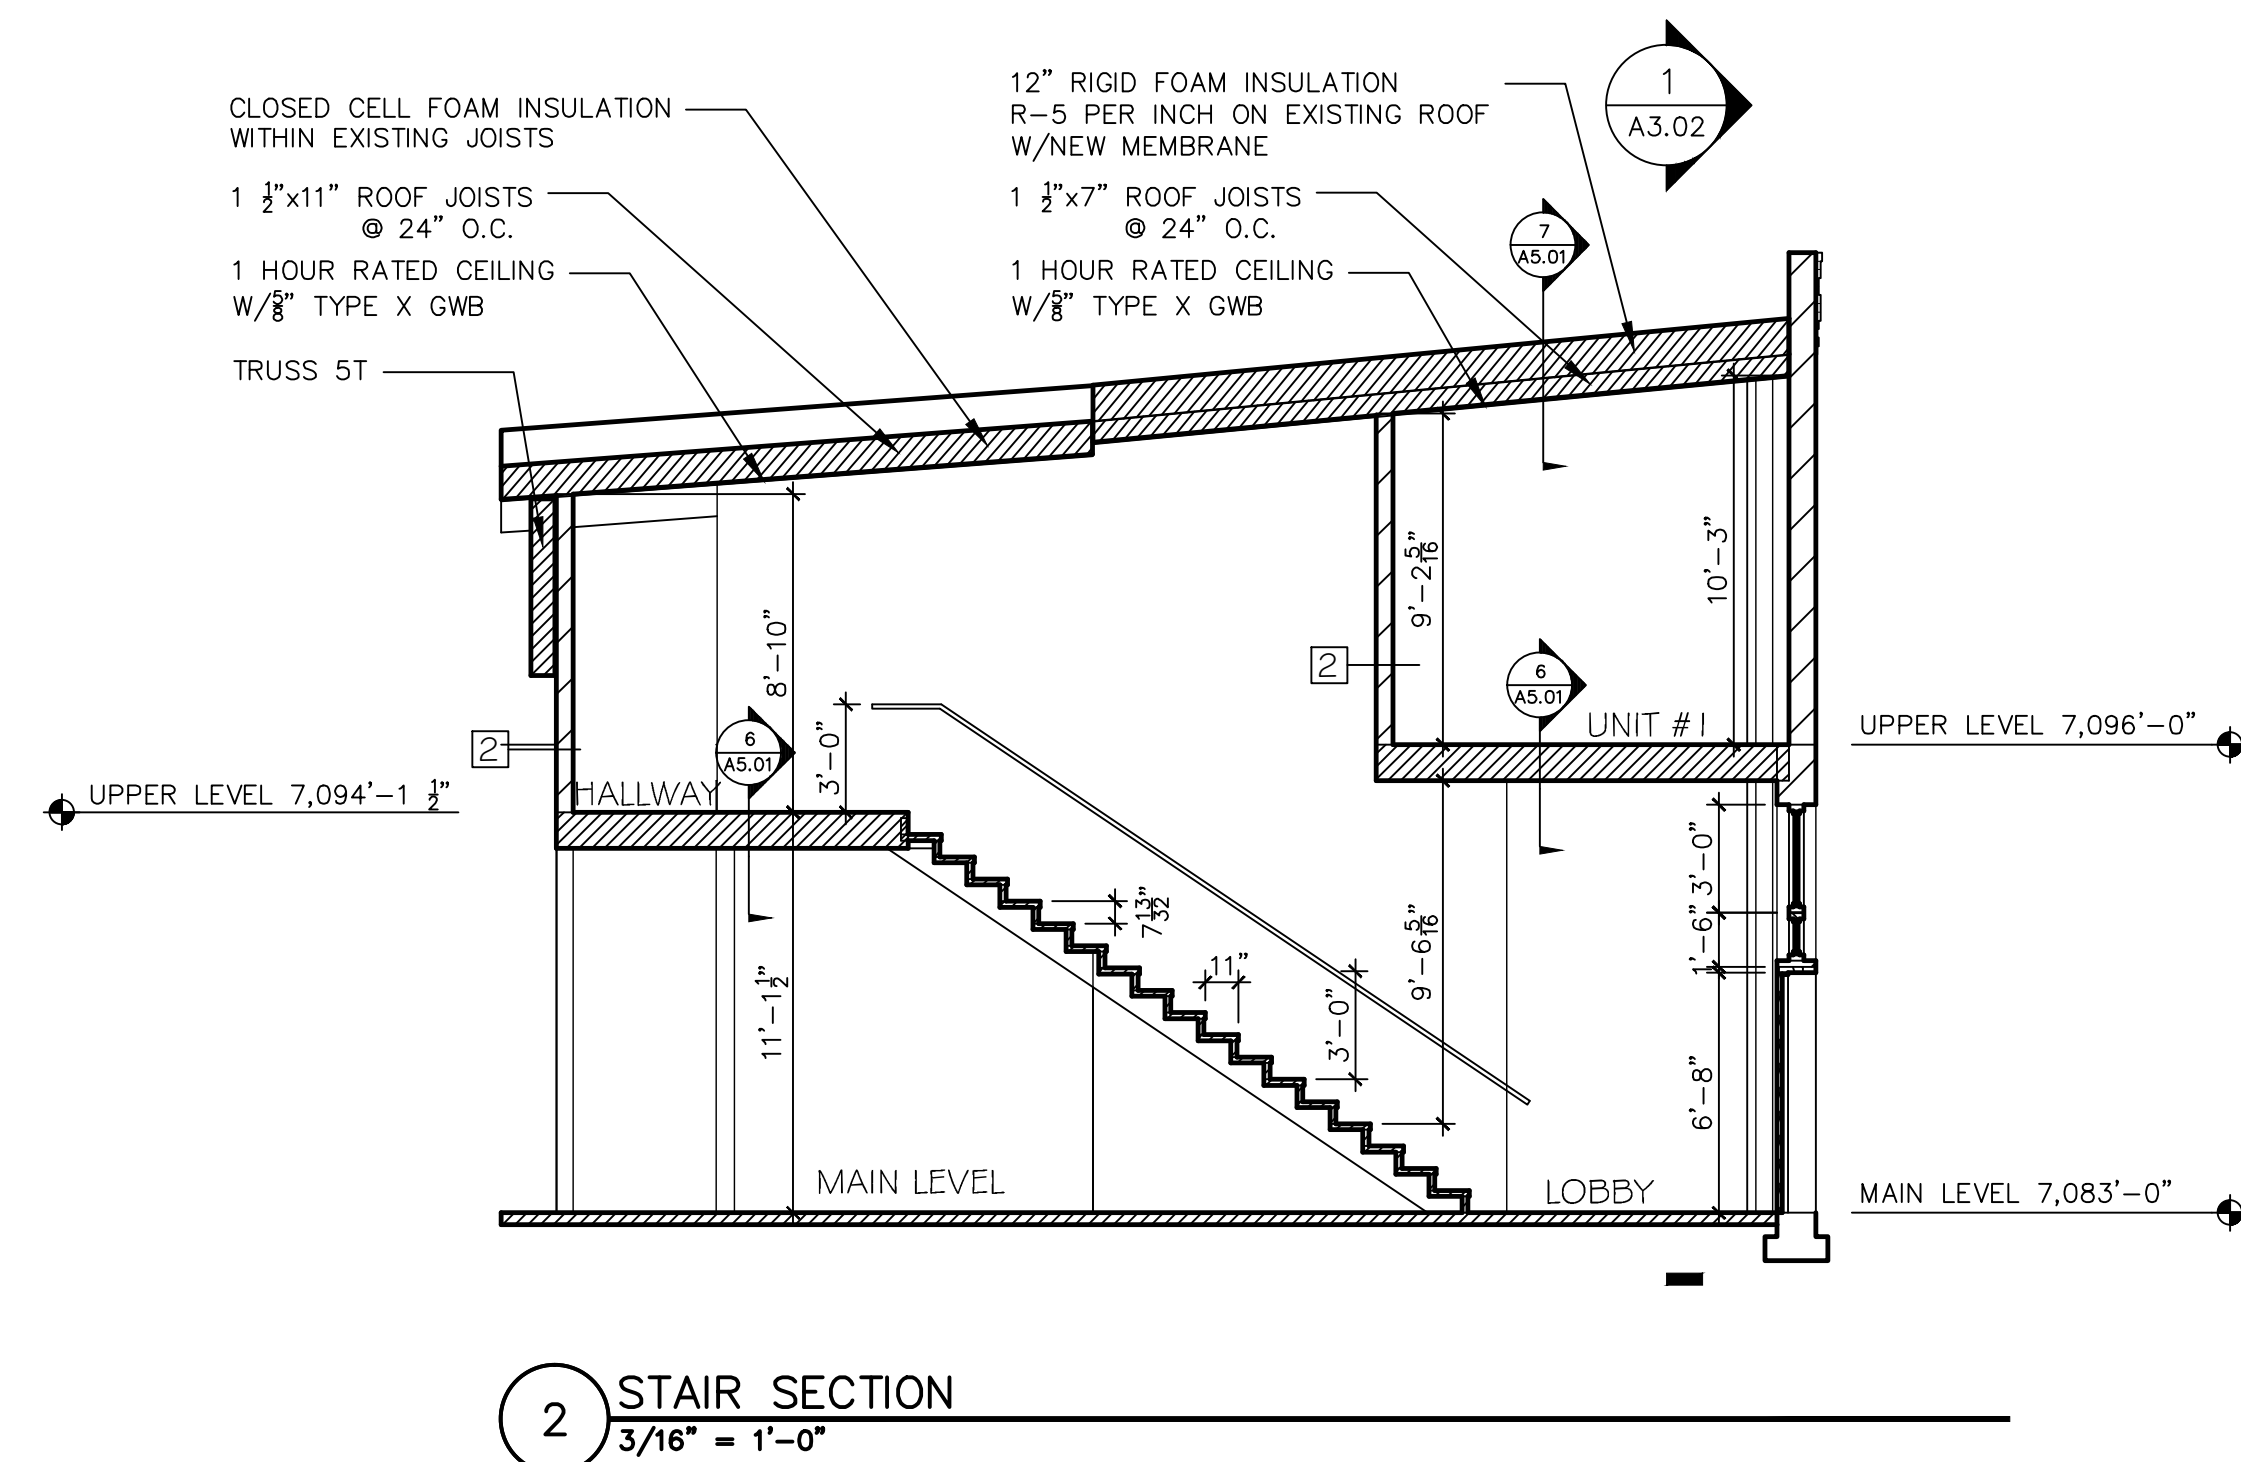 CLOSED CELL FOAM INSULATION
WITHIN EXISTING JOISTS
1 1/2”x11” ROOF JOISTS
@ 24” O.C.
1 HOUR RATED CEILING
W/5/8” TYPE X GWB
TRUSS 5T
12” RIGID FOAM INSULATION
R-5 PER INCH ON EXISTING ROOF
W/NEW MEMBRANE
1 1/2”x7” ROOF JOISTS
@ 24” O.C.
1 HOUR RATED CEILING
W/5/8” TYPE X GWB
1
A3.02
7
A5.01
8'-10”
9'-2 5/16”
10'-3”
2
2
6
A5.01
6
A5.01
3'-0”
UNIT #1
HALLWAY
UPPER LEVEL 7,096'-0”
UPPER LEVEL 7,094'-1 1/2”
7 13/32”
11”
3'-0”
9'-6 5/16”
11'-1 1/2”
3'-0”
1'-6”
6'-8”
MAIN LEVEL
LOBBY
MAIN LEVEL 7,083'-0”
2
STAIR SECTION
3/16” = 1'-0”